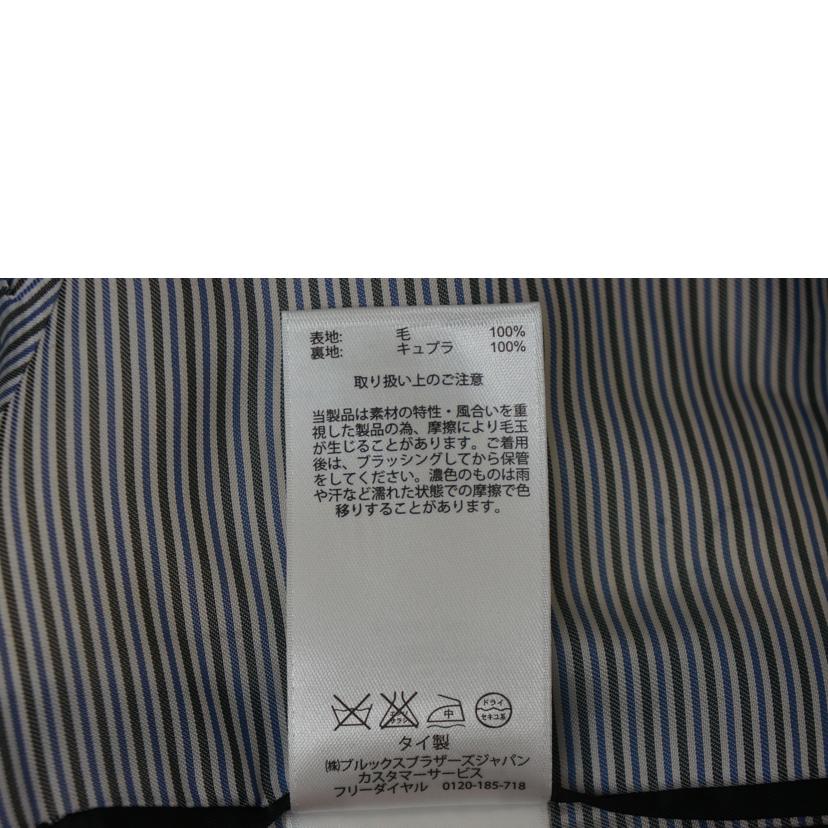 表地: 毛 100%
裏地: キュプラ 100%
取り扱い上のご注意
当製品は素材の特性・風合いを重
視した製品の為、摩擦により毛玉
が生じることがあります。ご着用
後は、ブラッシングしてから保管
をしてください。濃色のものは雨
や汗など濡れた状態での摩擦で色
移りすることがあります。
エンソ
サラシ
中
ドライ
セキユ系
タイ製
㈱ブルックスブラザーズジャパン
カスタマーサービス
フリーダイヤル 0120-185-718